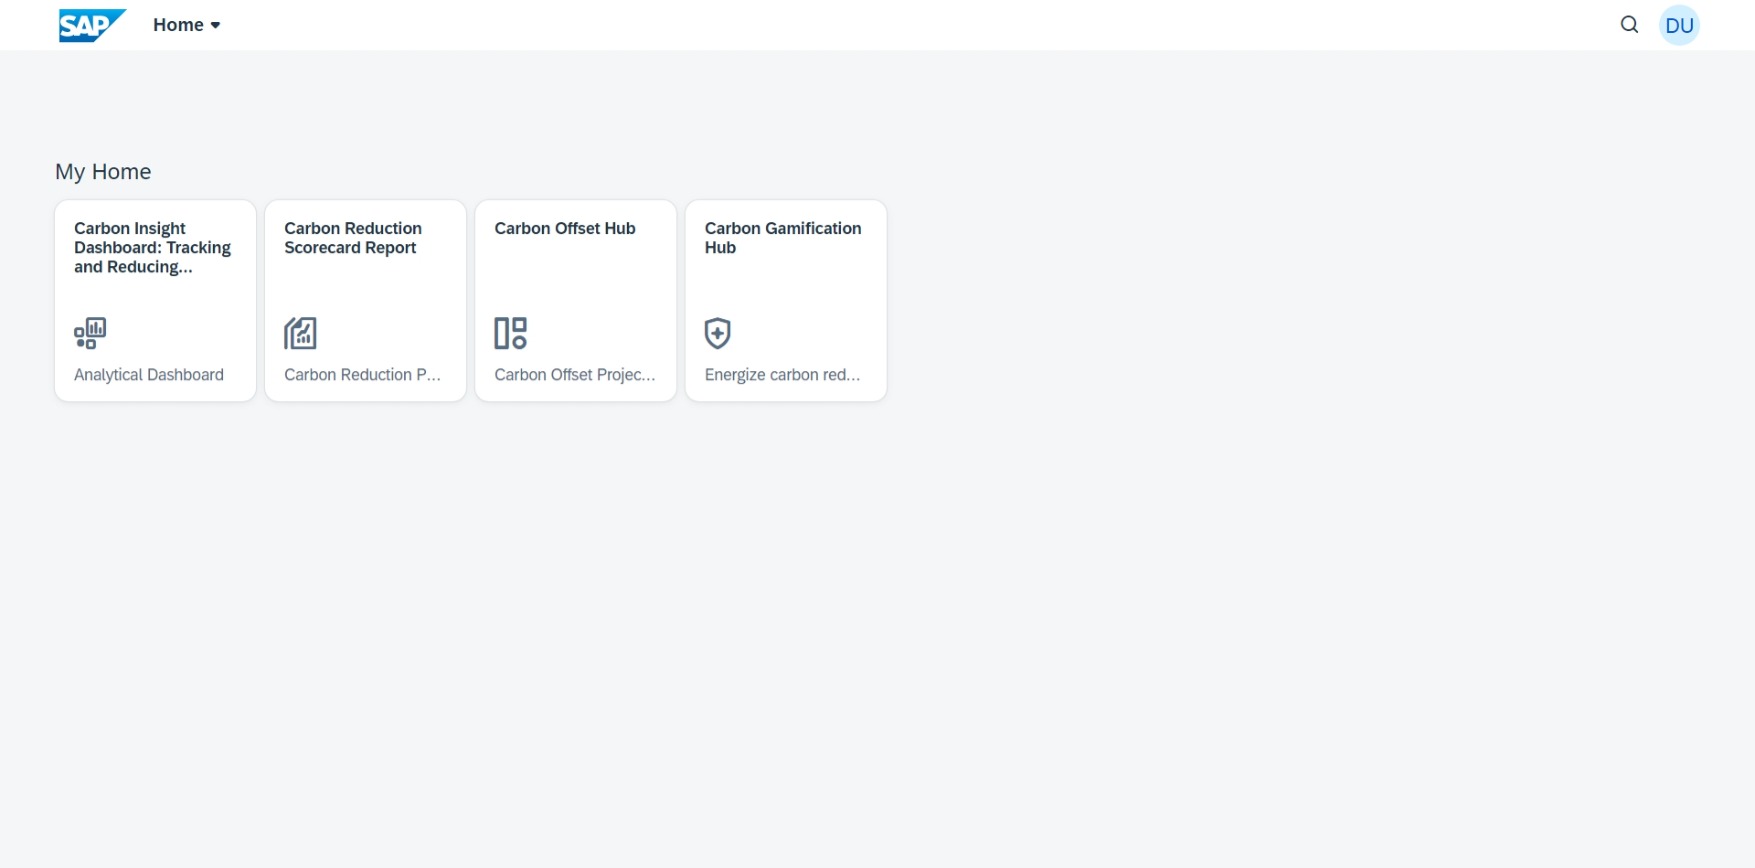 SAP
Home
DU
My Home
Carbon Insight
Dashboard: Tracking
and Reducing...
Analytical Dashboard
Carbon Reduction
Scorecard Report
Carbon Reduction P...
Carbon Offset Hub
Carbon Offset Projec...
Carbon Gamification
Hub
Energize carbon red...